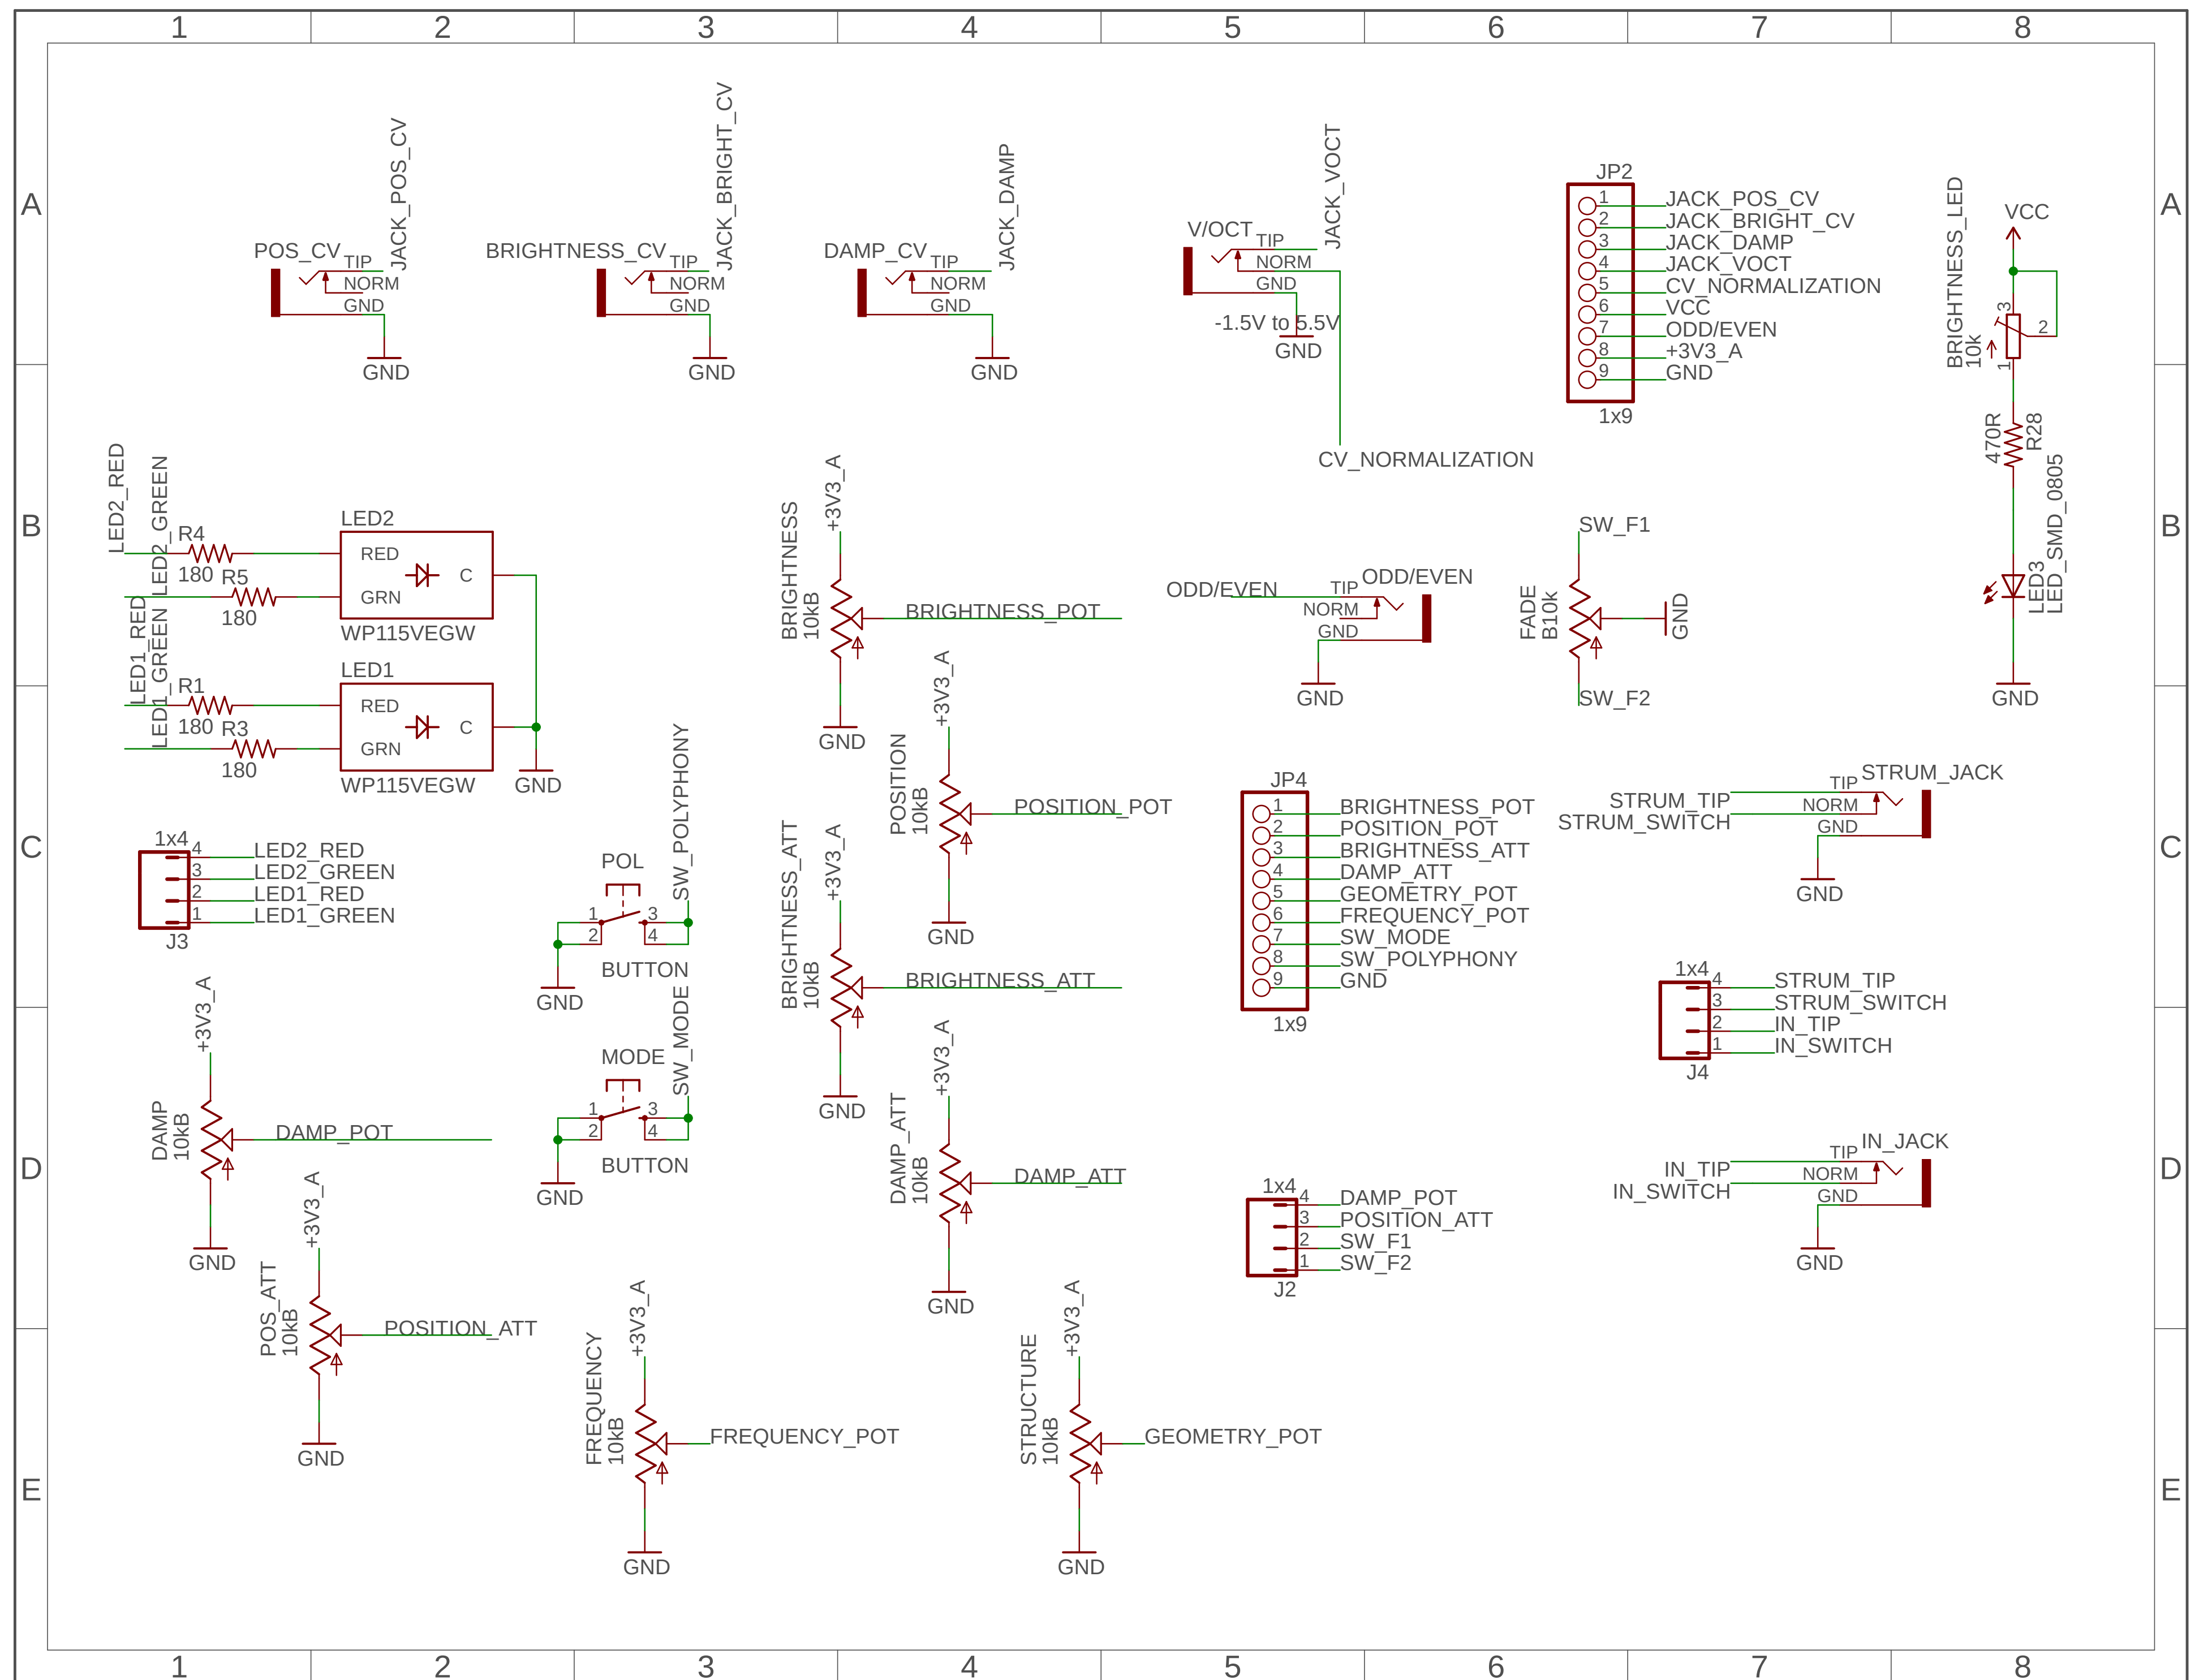 1 2 3 4 5 6 7 8
A
A
JACK_POS_CV
POS_CV
TIP
NORM
GND
GND
JACK_BRIGHT_CV
BRIGHTNESS_CV
TIP
NORM
GND
GND
JACK_DAMP
DAMP_CV
TIP
NORM
GND
GND
JACK_VOCT
V/OCT
TIP
NORM
GND
-1.5V to 5.5V
GND
CV_NORMALIZATION
JP2
1 JACK_POS_CV
2 JACK_BRIGHT_CV
3 JACK_DAMP
4 JACK_VOCT
5 CV_NORMALIZATION
6 VCC
7 ODD/EVEN
8 +3V3_A
9 GND
1x9
VCC
BRIGHTNESS_LED
10k
3
2
1
470R
R28
LED3
LED_SMD_0805
GND
B
B
LED2_RED
LED2_GREEN
R4
180
R5
180
LED2
RED
GRN
C
WP115VEGW
LED1_RED
LED1_GREEN
R1
180
R3
180
LED1
RED
GRN
C
WP115VEGW
GND
+3V3_A
BRIGHTNESS
10kB
BRIGHTNESS_POT
GND
ODD/EVEN
TIP
ODD/EVEN
NORM
GND
GND
SW_F1
FADE
B10k
GND
SW_F2
C
C
1x4
4 LED2_RED
3 LED2_GREEN
2 LED1_RED
1 LED1_GREEN
J3
SW_POLYPHONY
POL
1 3
2 4
BUTTON
GND
+3V3_A
POSITION
10kB
POSITION_POT
GND
+3V3_A
BRIGHTNESS_ATT
10kB
BRIGHTNESS_ATT
GND
JP4
1 BRIGHTNESS_POT
2 POSITION_POT
3 BRIGHTNESS_ATT
4 DAMP_ATT
5 GEOMETRY_POT
6 FREQUENCY_POT
7 SW_MODE
8 SW_POLYPHONY
9 GND
1x9
STRUM_JACK
TIP
NORM
GND
STRUM_TIP
STRUM_SWITCH
GND
1x4
4 STRUM_TIP
3 STRUM_SWITCH
2 IN_TIP
1 IN_SWITCH
J4
D
D
+3V3_A
DAMP
10kB
DAMP_POT
GND
SW_MODE
MODE
1 3
2 4
BUTTON
GND
+3V3_A
DAMP_ATT
10kB
DAMP_ATT
GND
1x4
4 DAMP_POT
3 POSITION_ATT
2 SW_F1
1 SW_F2
J2
IN_JACK
TIP
NORM
GND
IN_TIP
IN_SWITCH
GND
+3V3_A
POS_ATT
10kB
POSITION_ATT
GND
E
E
+3V3_A
FREQUENCY
10kB
FREQUENCY_POT
GND
+3V3_A
STRUCTURE
10kB
GEOMETRY_POT
GND
1 2 3 4 5 6 7 8